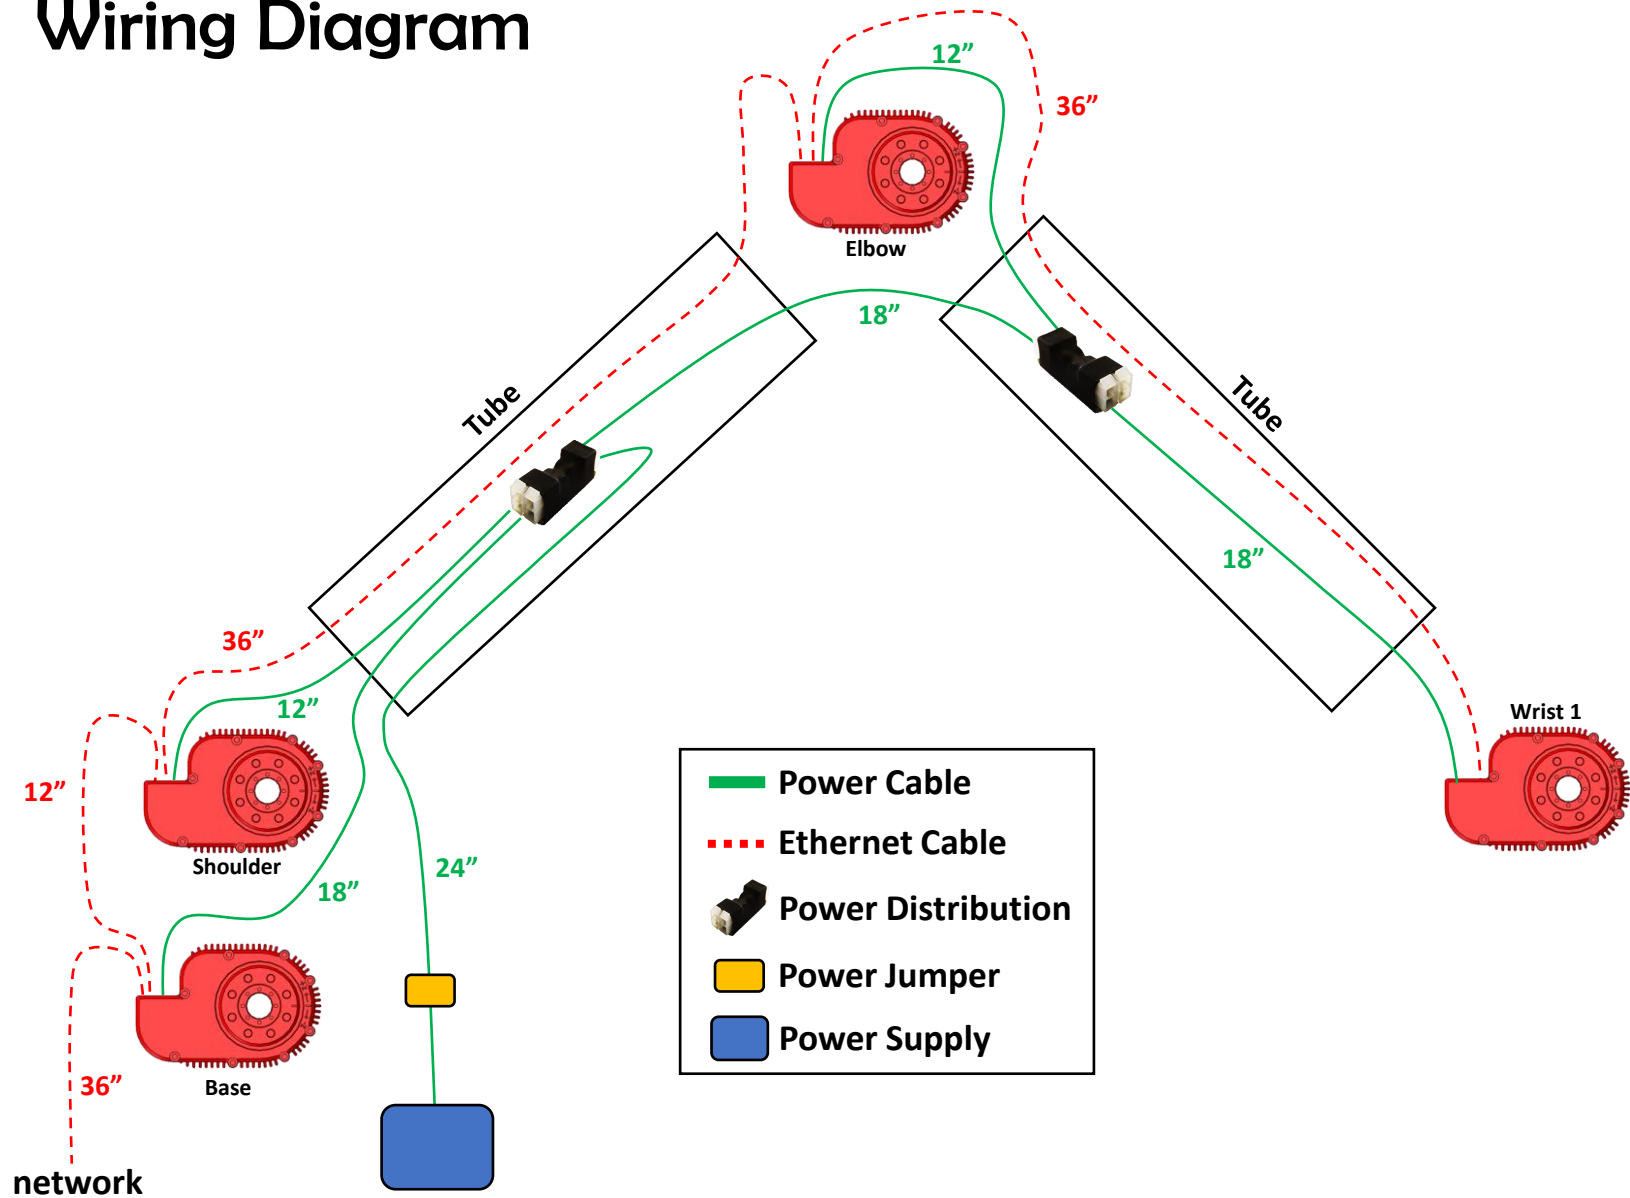 Wiring Diagram
12”
36”
Elbow
18”
Tube
Tube
18”
36”
12”
Wrist 1
12”
Shoulder
18”
24”
Base
36”
network
Power Cable
Ethernet Cable
Power Distribution
Power Jumper
Power Supply